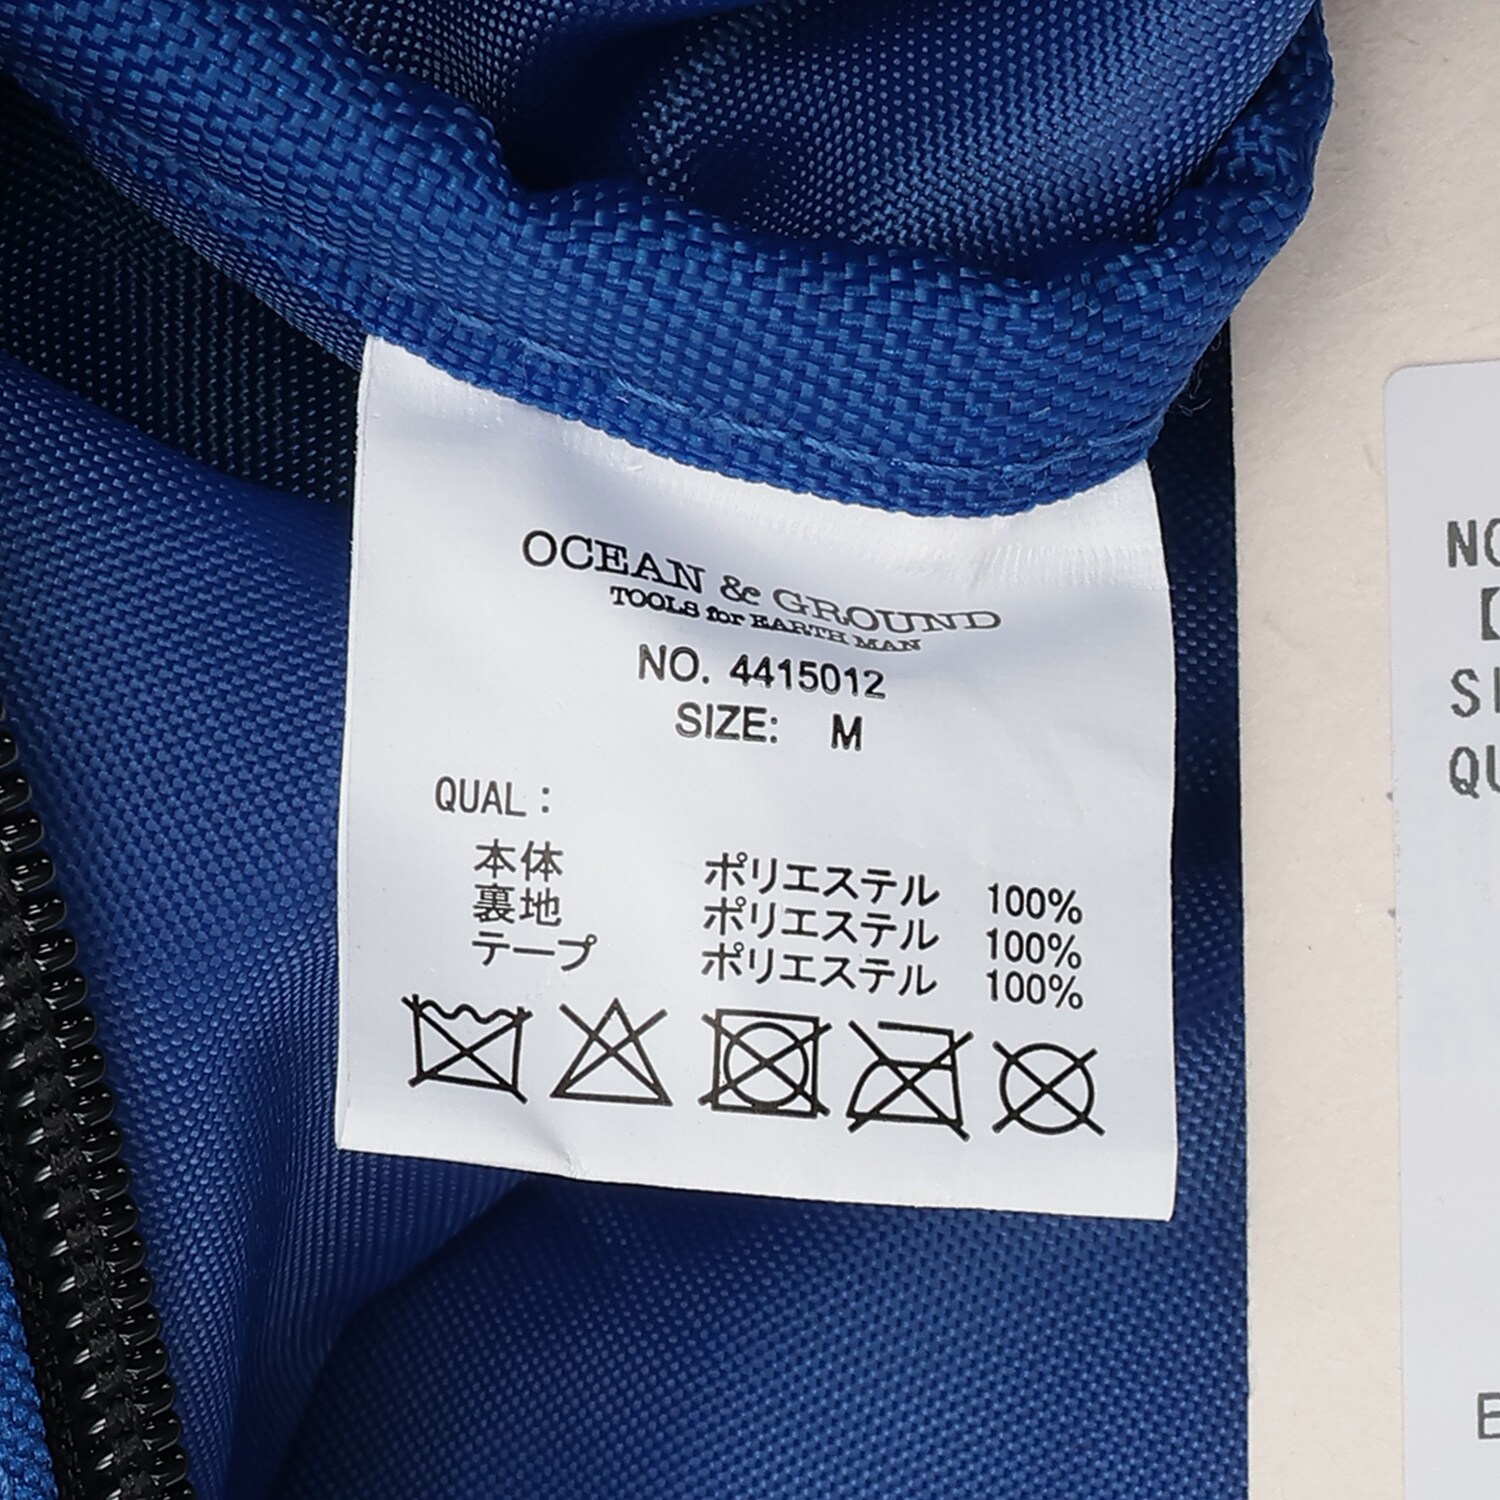 OCEAN & GROUND
TOOLS for EARTH MAN
NO. 4415012
SIZE: M
QUAL:
本体 ポリエステル 100%
裏地 ポリエステル 100%
テープ ポリエステル 100%